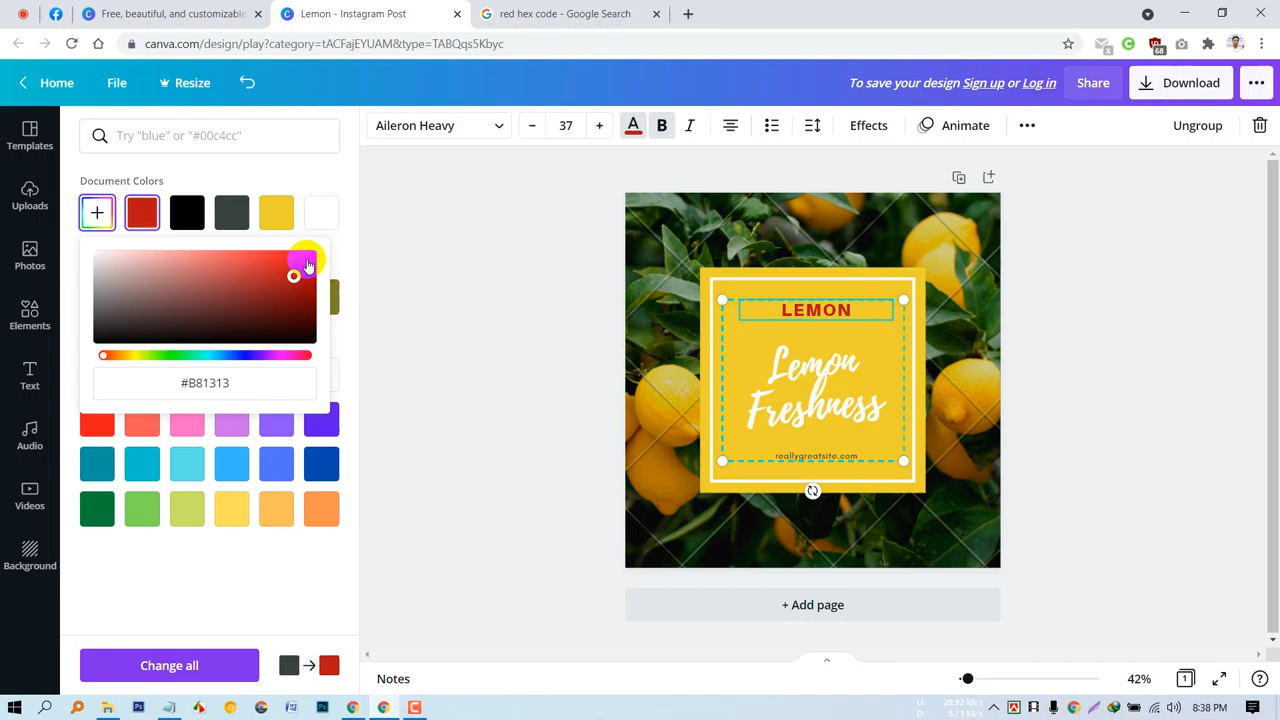 Free, beautiful, and customizable
Lemon - Instagram Post
red hex code - Google Search
canva.com/design/play?category=tACFajEYUAM&type=TABOqs5Kbyc
68
Home
File
Resize
To save your design Sign up or Log in
Share
Download
Templates
Uploads
Photos
Elements
Text
Audio
Videos
Background
Try "blue" or "#00c4cc"
Document Colors
#B81313
Change all
Aileron Heavy
37
A
B
I
Effects
Animate
Ungroup
LEMON
Lemon
Freshness
reallygreatsite.com
+ Add page
Notes
42%
1
8:38 PM